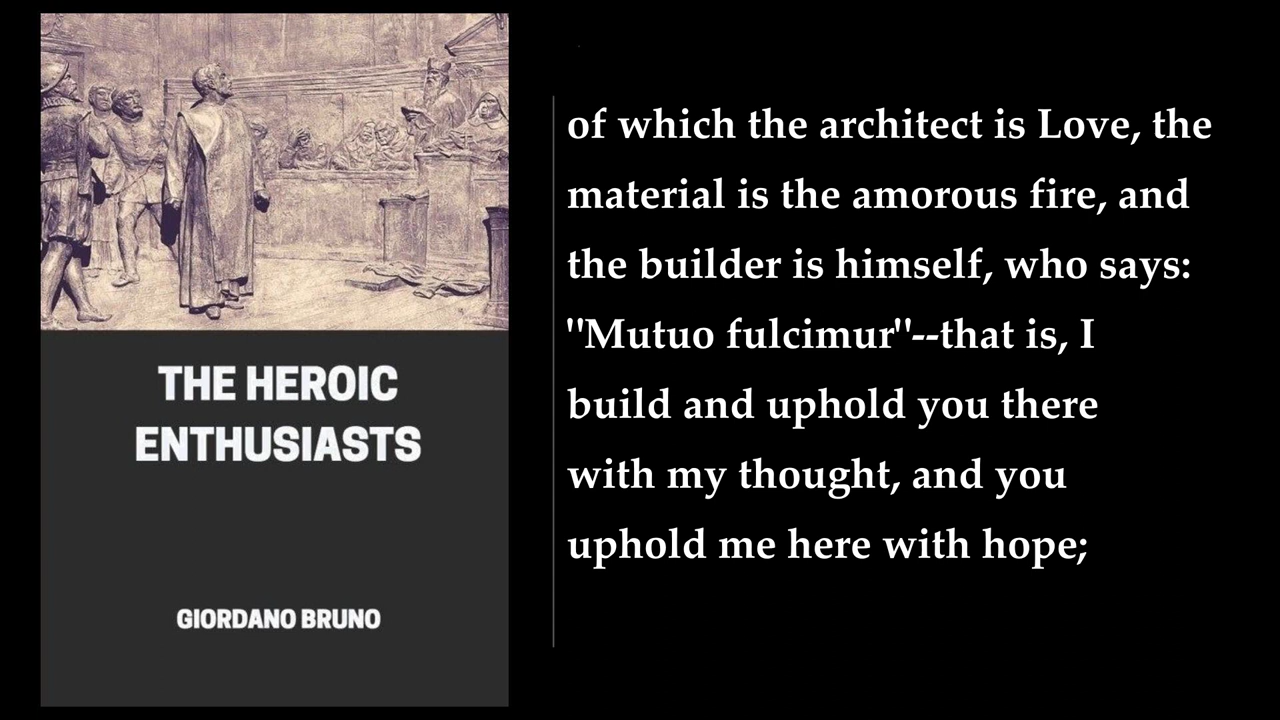 THE HEROIC
ENTHUSIASTS
GIORDANO BRUNO
of which the architect is Love, the
material is the amorous fire, and
the builder is himself, who says:
"Mutuo fulcimur"--that is, I
build and uphold you there
with my thought, and you
uphold me here with hope;